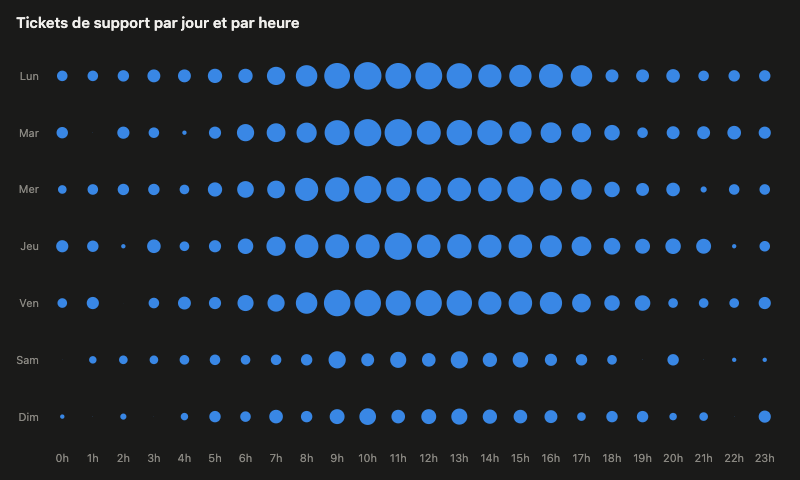 Tickets de support par jour et par heure
Lun
Mar
Mer
Jeu
Ven
Sam
Dim
0h 1h 2h 3h 4h 5h 6h 7h 8h 9h 10h 11h 12h 13h 14h 15h 16h 17h 18h 19h 20h 21h 22h 23h